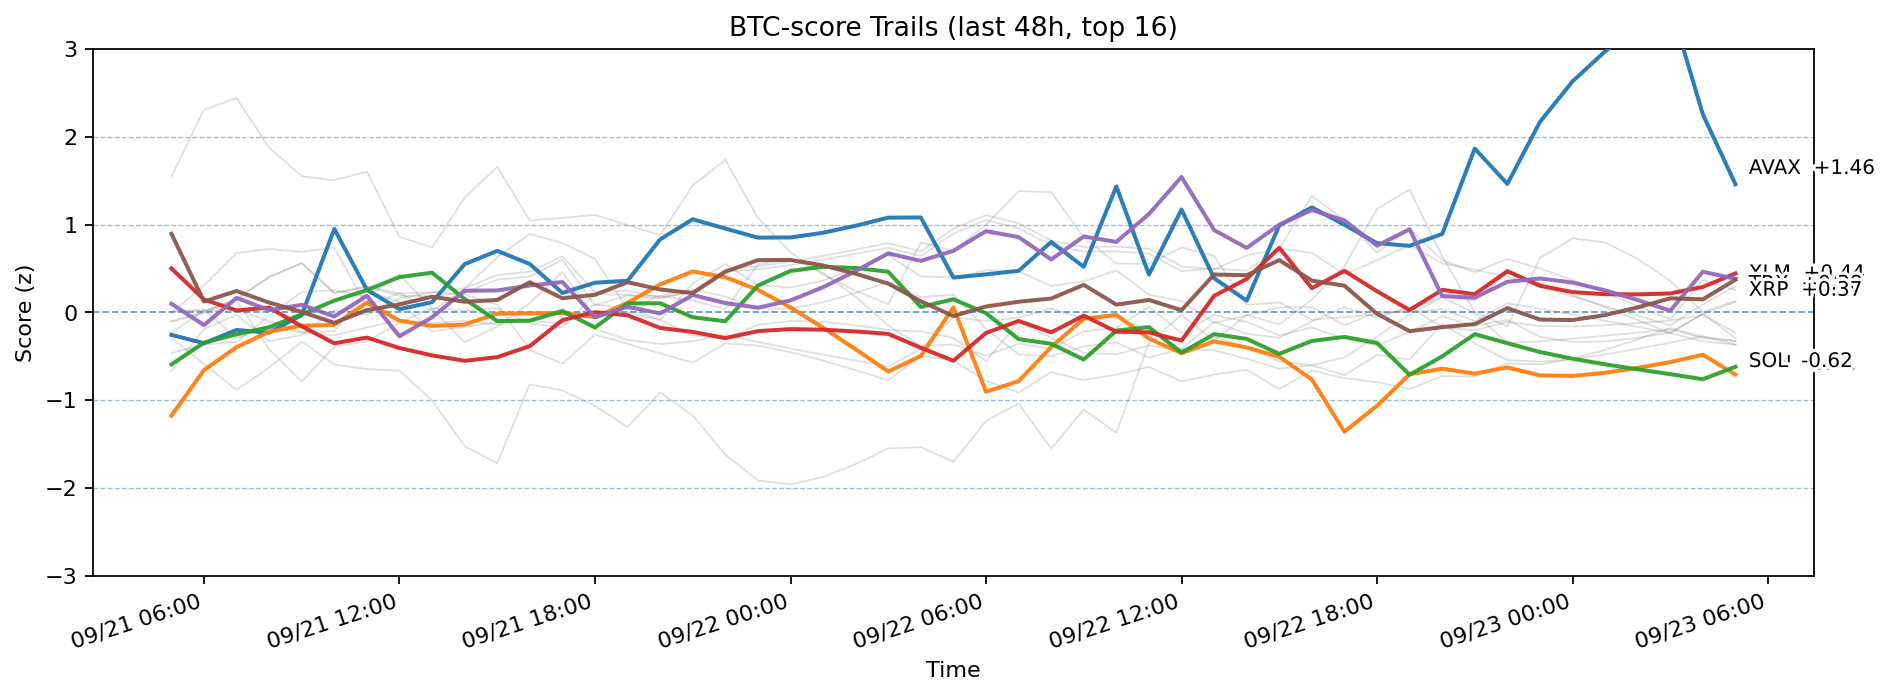 BTC-score Trails (last 48h, top 16)
Score (z)
3
2
1
0
−1
−2
−3
AVAX +1.46
XLM +0.44
XRP +0.37
SOL -0.62
09/21 06:00
09/21 12:00
09/21 18:00
09/22 00:00
09/22 06:00
09/22 12:00
09/22 18:00
09/23 00:00
09/23 06:00
Time